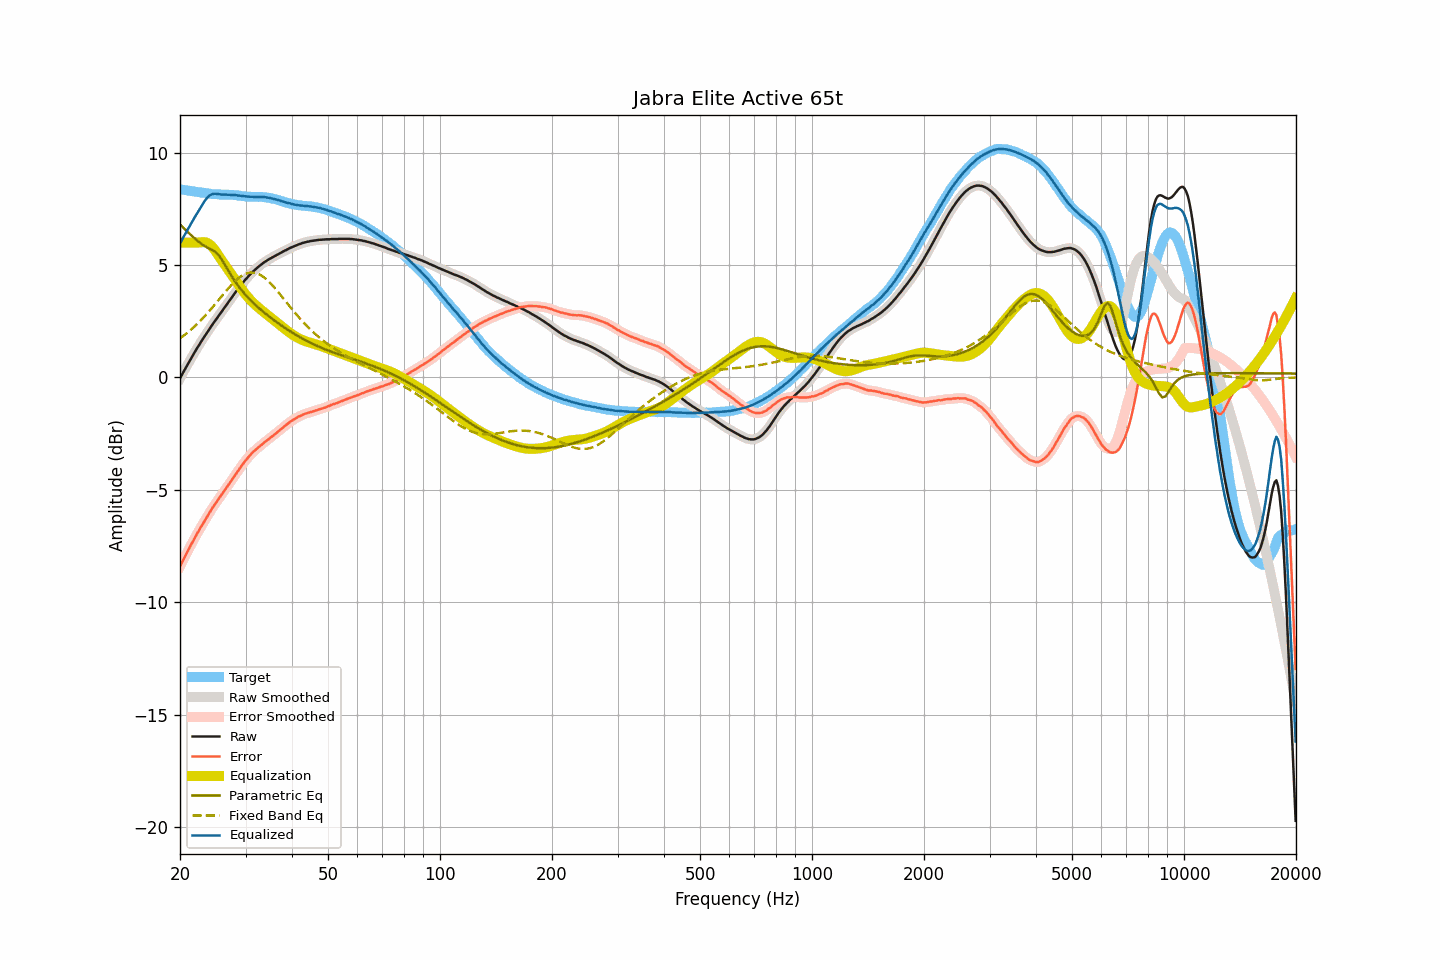 Jabra Elite Active 65t
Amplitude (dBr)
10
5
0
−5
−10
−15
−20
Target
Raw Smoothed
Error Smoothed
Raw
Error
Equalization
Parametric Eq
Fixed Band Eq
Equalized
20 50 100 200 500 1000 2000 5000 10000 20000
Frequency (Hz)